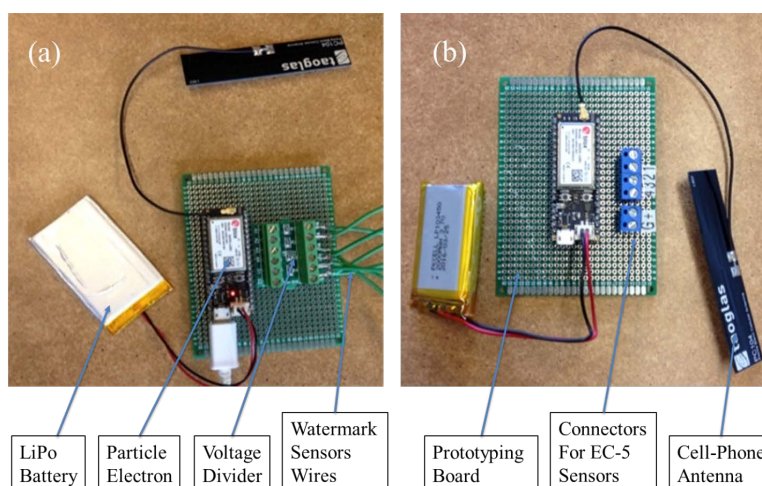 (a)
taoglas
(b)
taoglas
G+ 4321
LiPo
Battery
Particle
Electron
Voltage
Divider
Watermark
Sensors
Wires
Prototyping
Board
Connectors
For EC-5
Sensors
Cell-Phone
Antenna